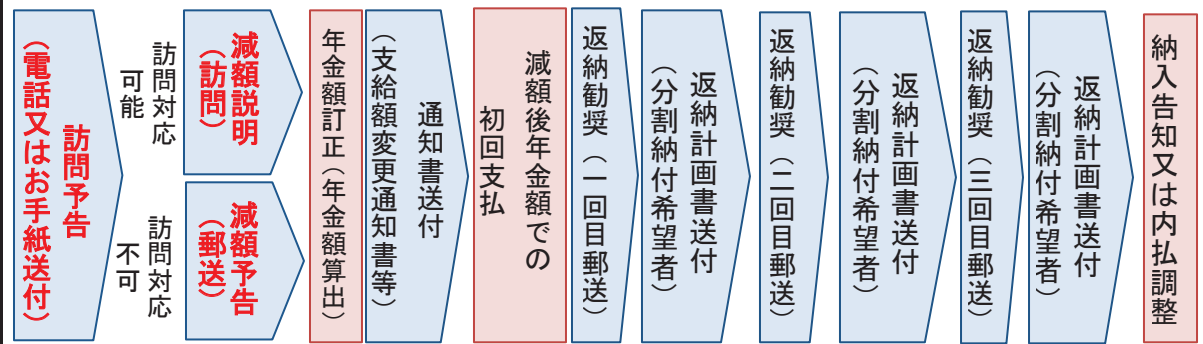 訪問予告
（電話又はお手紙送付）
訪問対応
可能
減額説明
（訪問）
訪問対応
不可
減額予告
（郵送）
年金額訂正（年金額算出）
通知書送付
（支給額変更通知書等）
減額後年金額での
初回支払
返納勧奨（一回目郵送）
返納計画書送付
（分割納付希望者）
返納勧奨（二回目郵送）
返納計画書送付
（分割納付希望者）
返納勧奨（三回目郵送）
返納計画書送付
（分割納付希望者）
納入告知又は内払調整